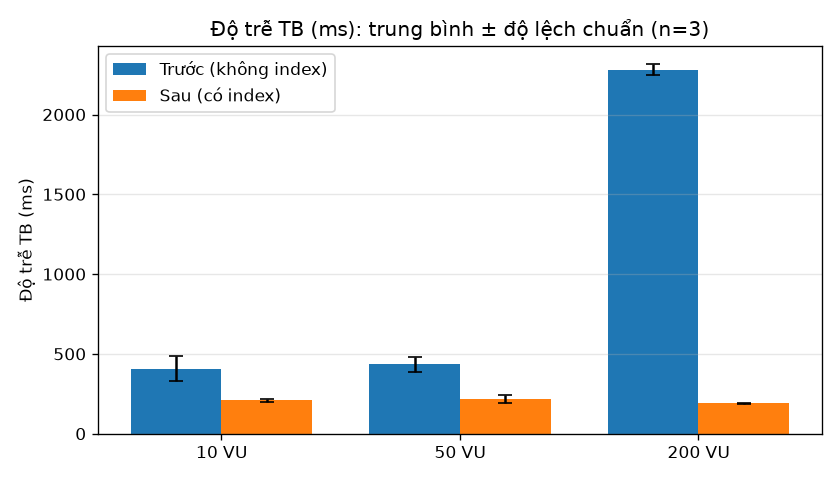 Độ trễ TB (ms): trung bình ± độ lệch chuẩn (n=3)
Trước (không index)
Sau (có index)
Độ trễ TB (ms)
2000
1500
1000
500
0
10 VU
50 VU
200 VU